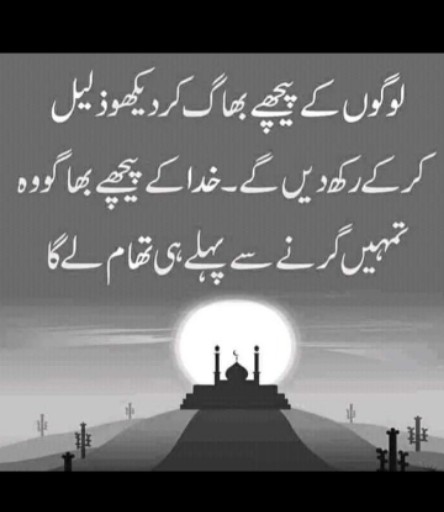 لوگوں کے پیچھے بھاگ کر دیکھو ذلیل
کر کے رکھ دیں گے۔ خدا کے پیچھے بھاگو وہ
تمہیں گرنے سے پہلے ہی تھام لے گا